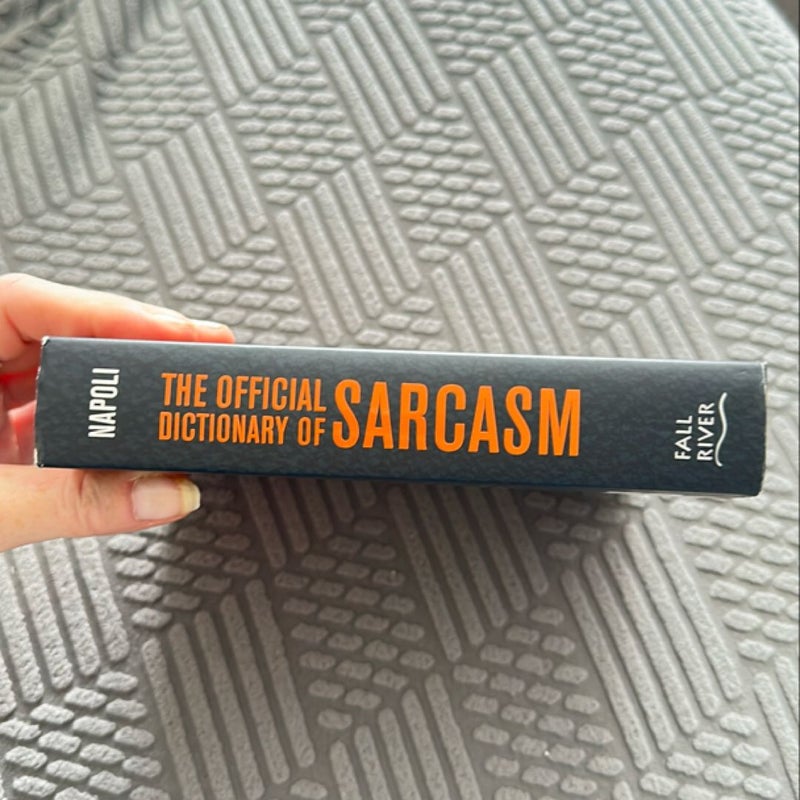 NAPOLI
THE OFFICIAL
DICTIONARY OF SARCASM
FALL
RIVER